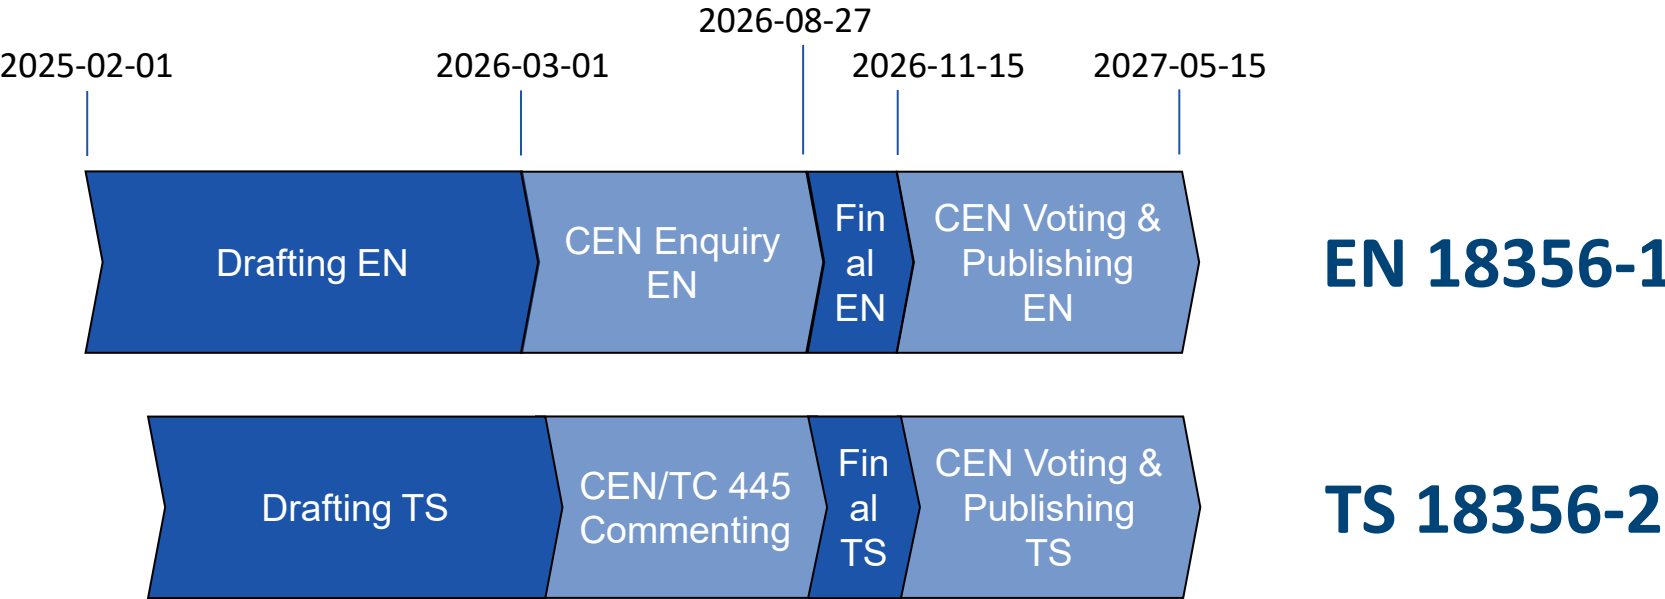 2026-08-27
2025-02-01
2026-03-01
2026-11-15
2027-05-15
Drafting EN
CEN Enquiry
EN
Fin
al
EN
CEN Voting &
Publishing
EN
EN 18356-1
Drafting TS
CEN/TC 445
Commenting
Fin
al
TS
CEN Voting &
Publishing
TS
TS 18356-2